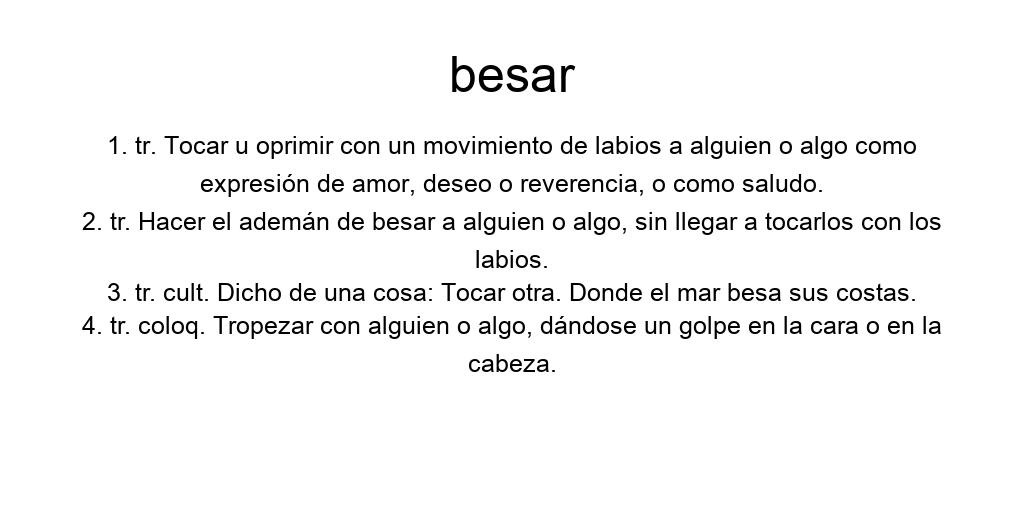 besar
1. tr. Tocar u oprimir con un movimiento de labios a alguien o algo como
expresión de amor, deseo o reverencia, o como saludo.
2. tr. Hacer el ademán de besar a alguien o algo, sin llegar a tocarlos con los
labios.
3. tr. cult. Dicho de una cosa: Tocar otra. Donde el mar besa sus costas.
4. tr. coloq. Tropezar con alguien o algo, dándose un golpe en la cara o en la
cabeza.